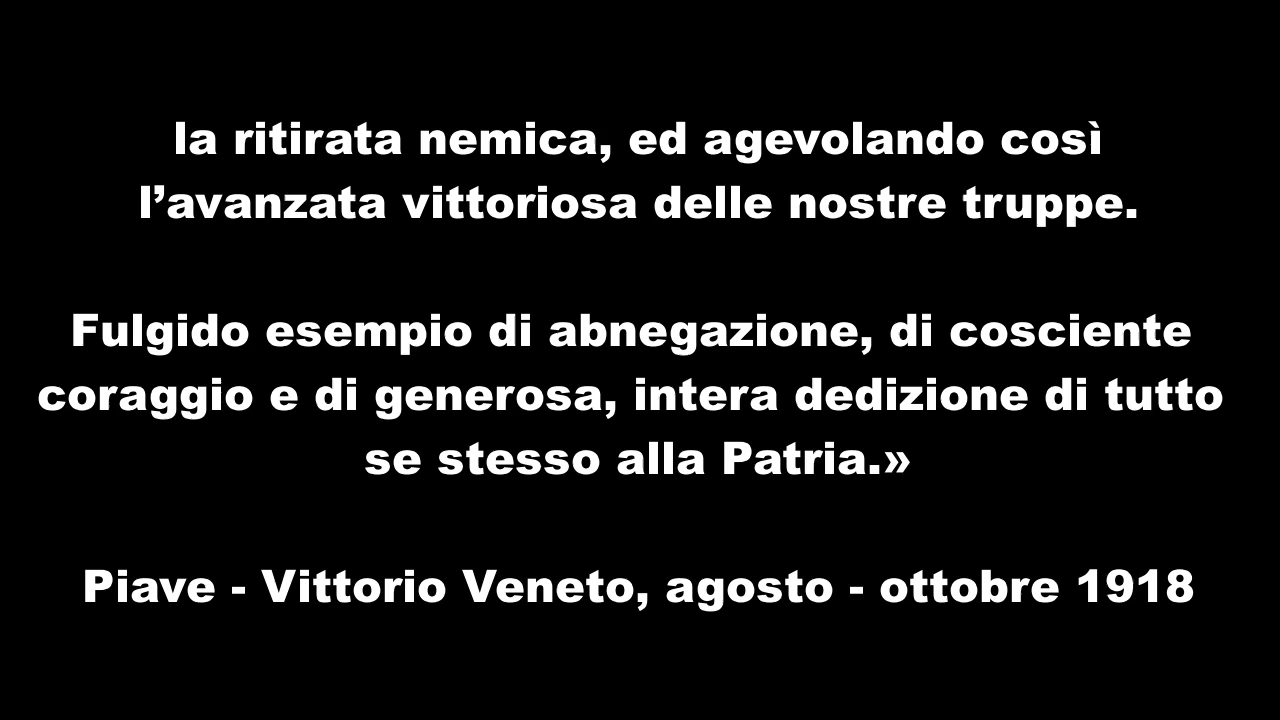 la ritirata nemica, ed agevolando così
l’avanzata vittoriosa delle nostre truppe.
Fulgido esempio di abnegazione, di cosciente
coraggio e di generosa, intera dedizione di tutto
se stesso alla Patria.»
Piave - Vittorio Veneto, agosto - ottobre 1918